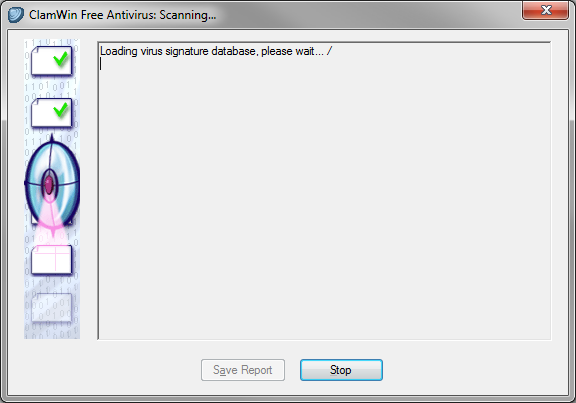 ClamWin Free Antivirus: Scanning...
Loading virus signature database, please wait... /
Save Report
Stop